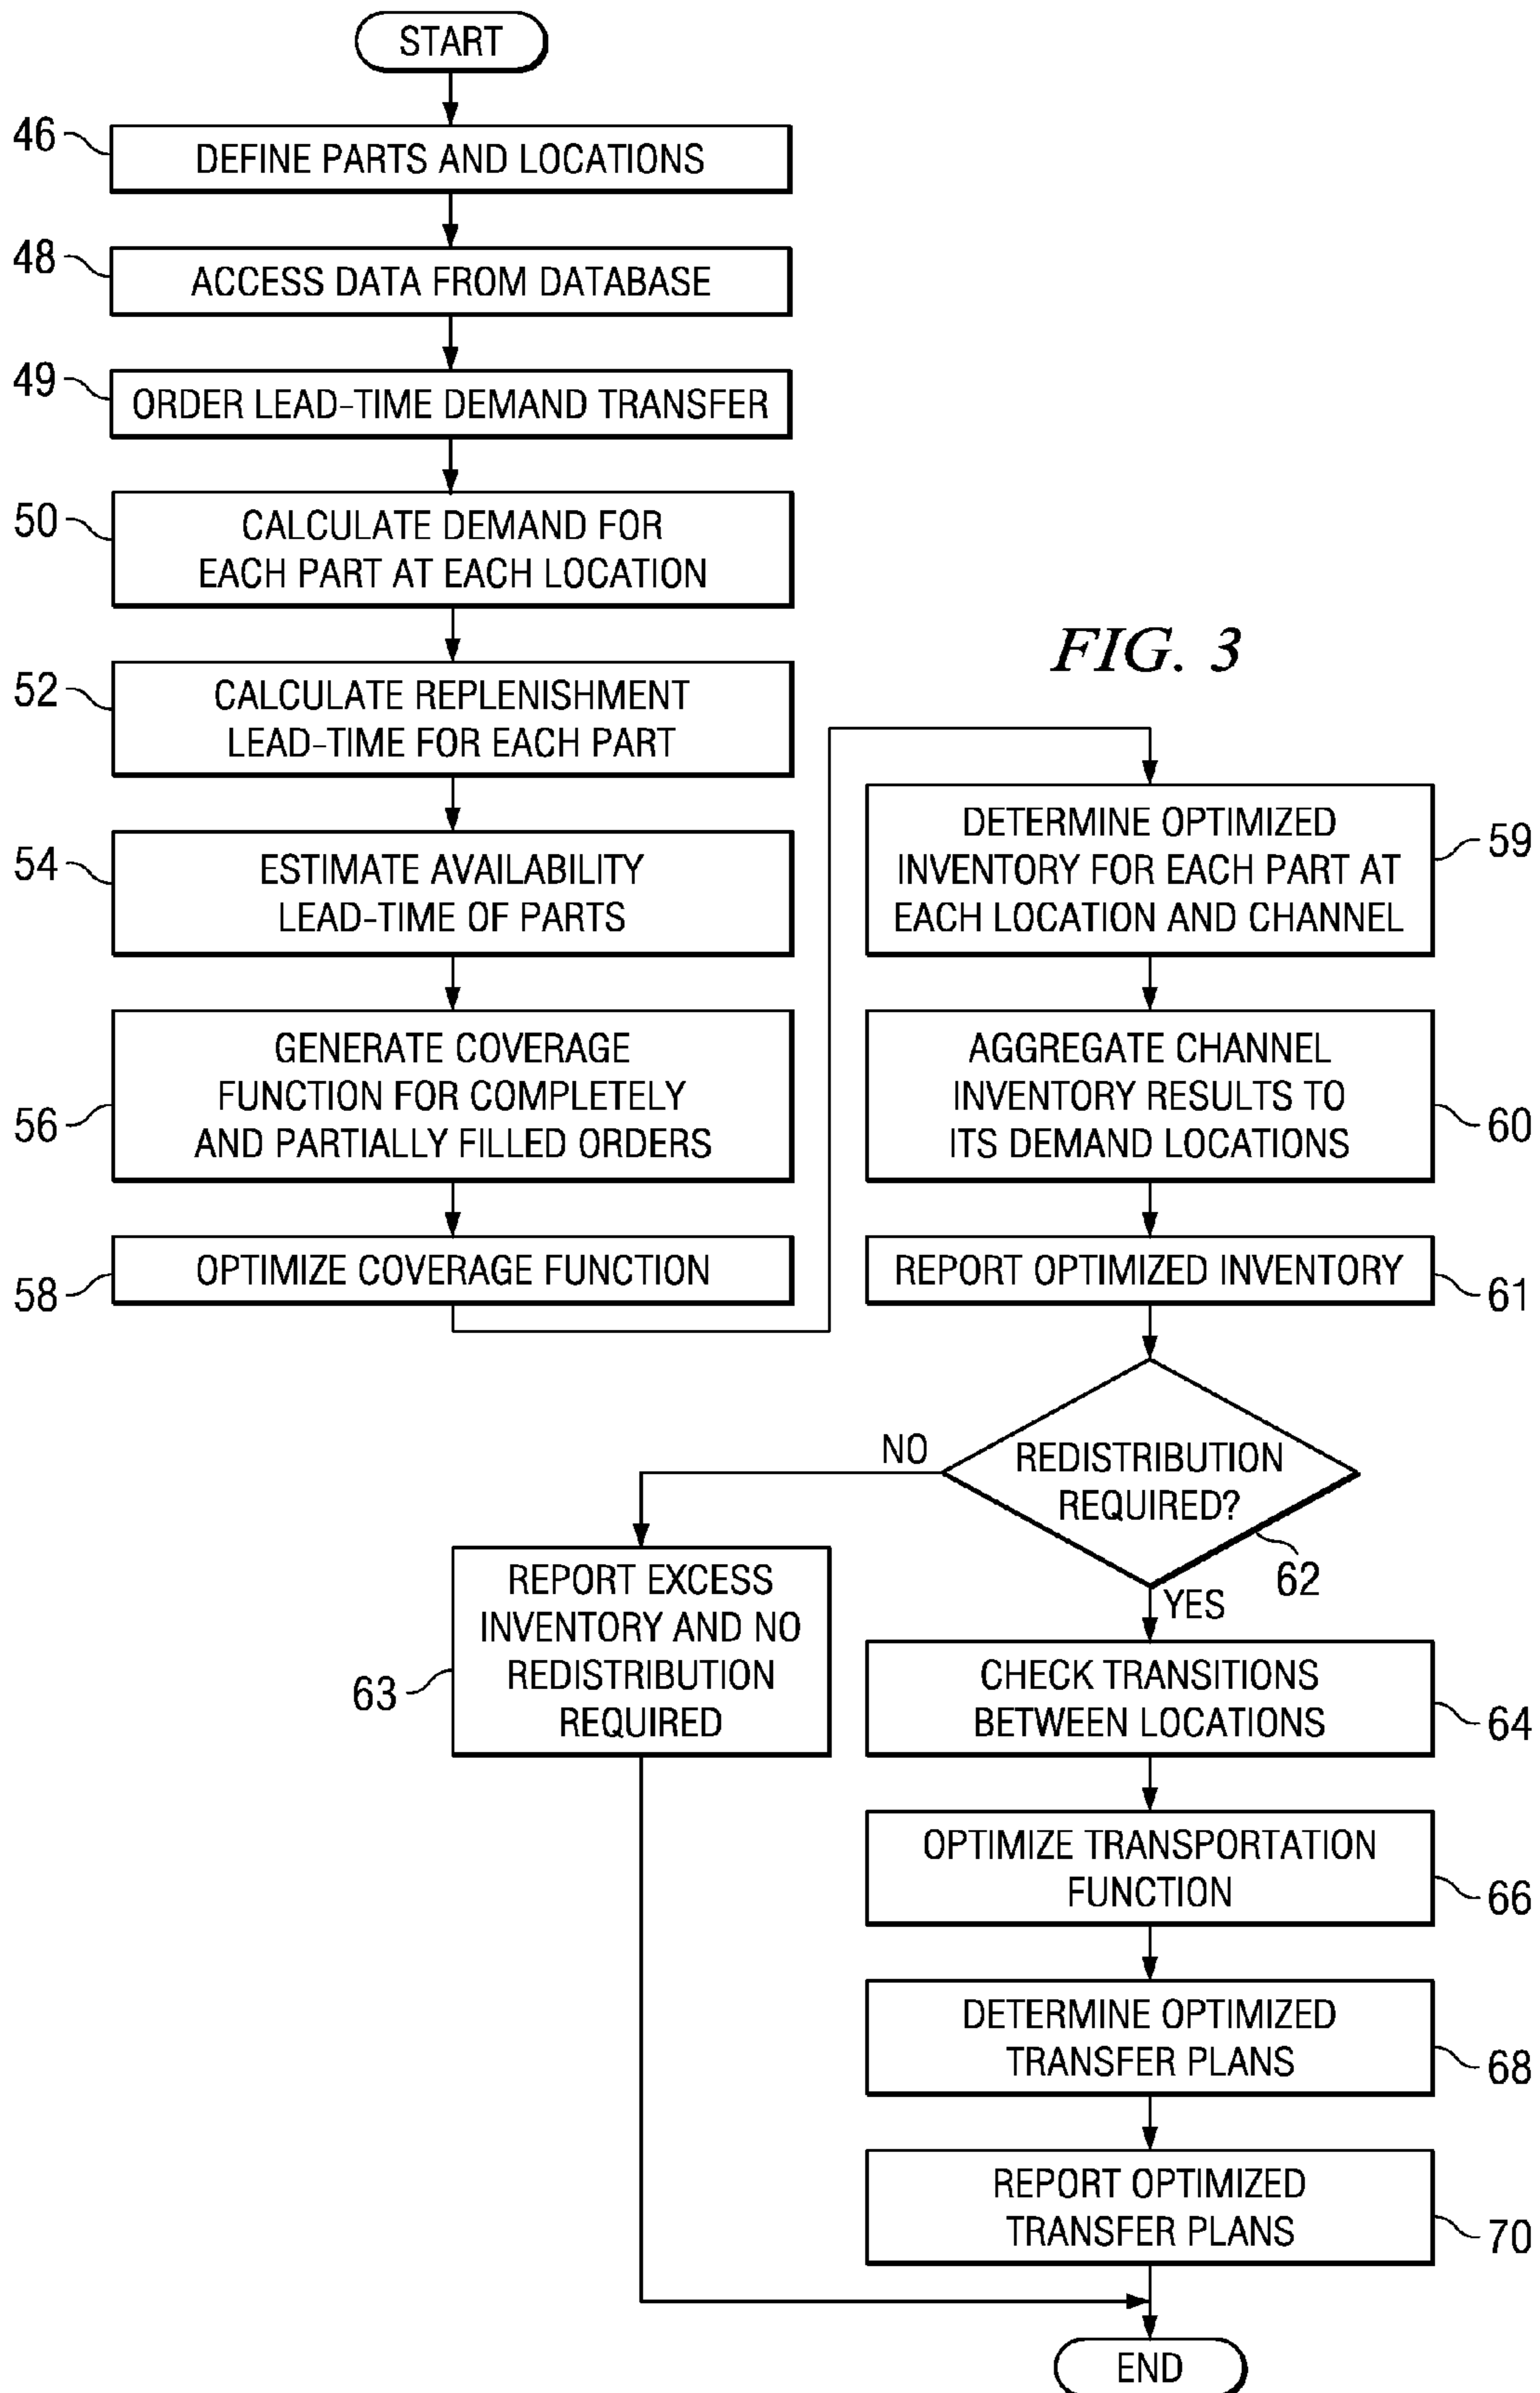 START
46
DEFINE PARTS AND LOCATIONS
48
ACCESS DATA FROM DATABASE
49
ORDER LEAD-TIME DEMAND TRANSFER
50
CALCULATE DEMAND FOR
EACH PART AT EACH LOCATION
52
CALCULATE REPLENISHMENT
LEAD-TIME FOR EACH PART
54
ESTIMATE AVAILABILITY
LEAD-TIME OF PARTS
56
GENERATE COVERAGE
FUNCTION FOR COMPLETELY
AND PARTIALLY FILLED ORDERS
58
OPTIMIZE COVERAGE FUNCTION
FIG. 3
DETERMINE OPTIMIZED
INVENTORY FOR EACH PART AT
EACH LOCATION AND CHANNEL
59
AGGREGATE CHANNEL
INVENTORY RESULTS TO
ITS DEMAND LOCATIONS
60
REPORT OPTIMIZED INVENTORY
61
REDISTRIBUTION
REQUIRED?
62
NO
YES
REPORT EXCESS
INVENTORY AND NO
REDISTRIBUTION
REQUIRED
63
CHECK TRANSITIONS
BETWEEN LOCATIONS
64
OPTIMIZE TRANSPORTATION
FUNCTION
66
DETERMINE OPTIMIZED
TRANSFER PLANS
68
REPORT OPTIMIZED
TRANSFER PLANS
70
END